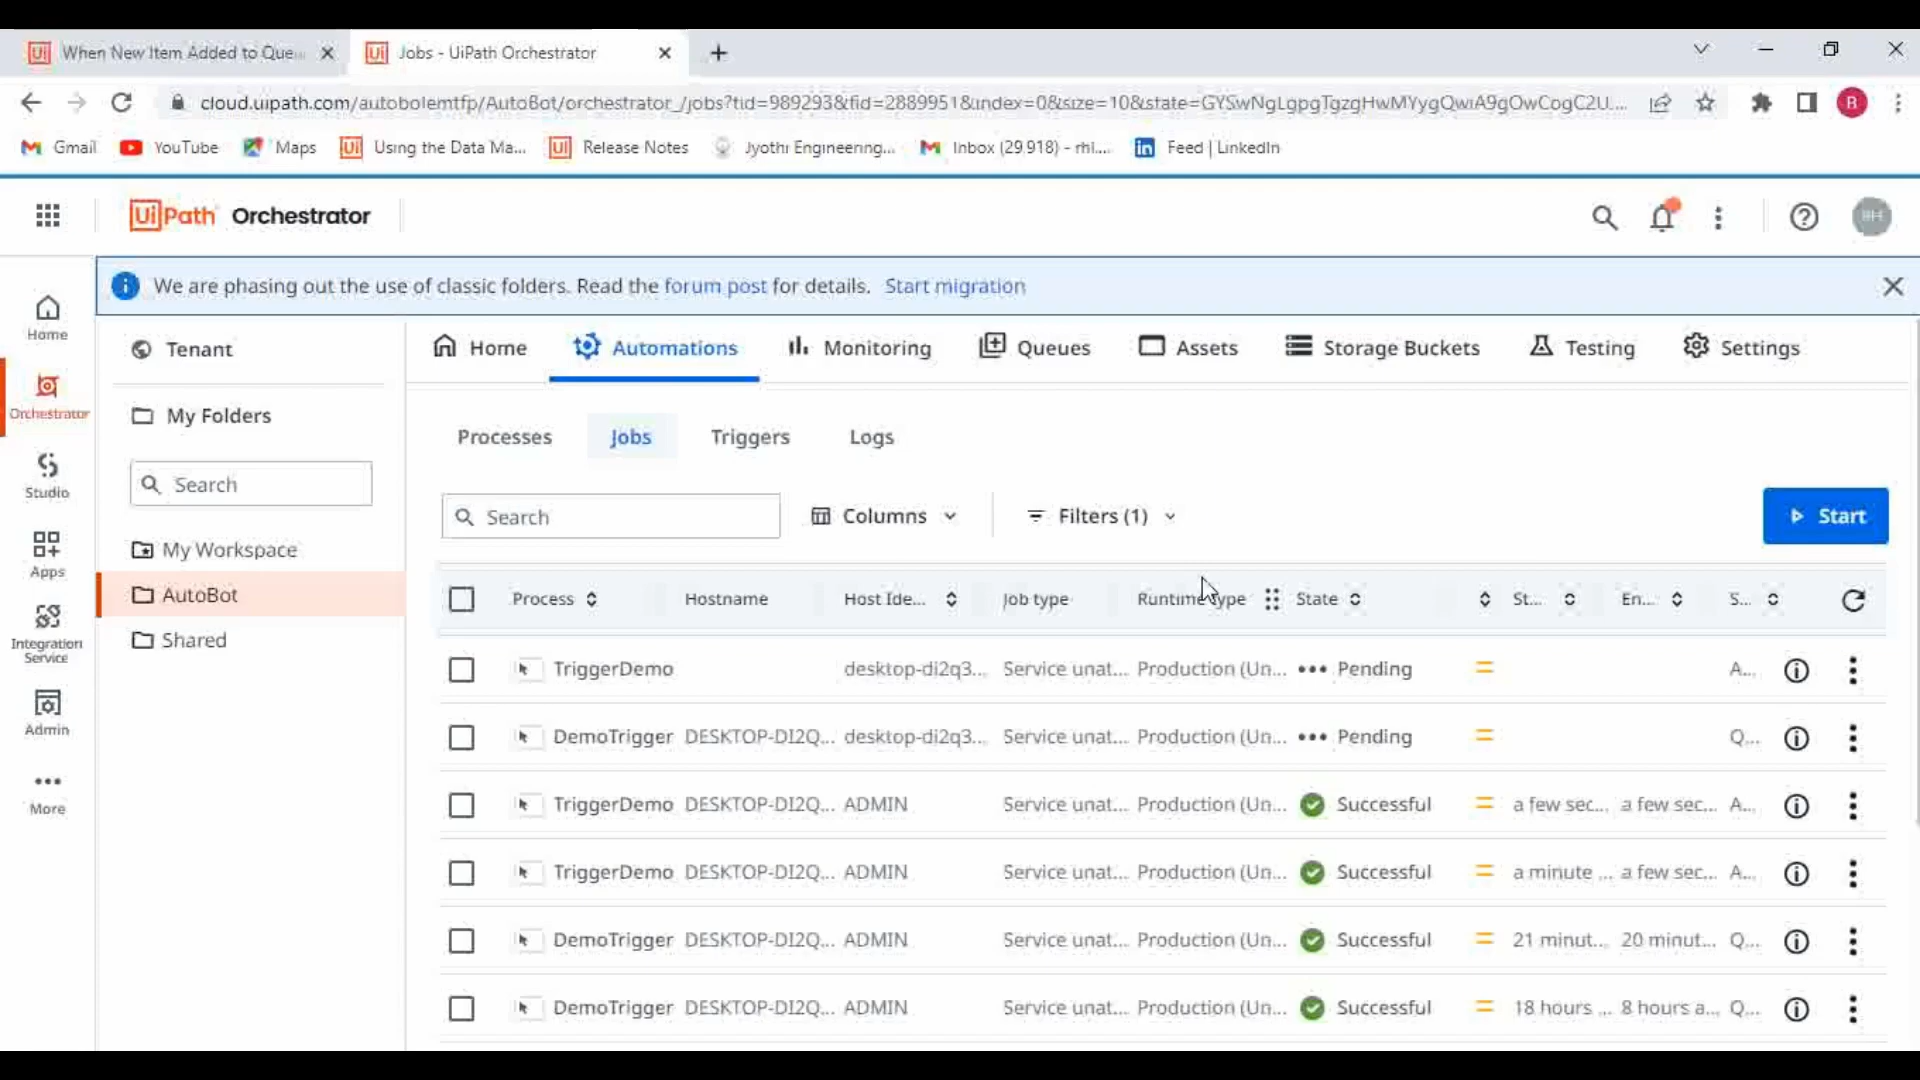 When New Item Added to Que...
Jobs - UiPath Orchestrator
cloud.uipath.com/autobolemtfp/AutoBot/orchestrator_/jobs?tid=989293&fid=2889951&index=0&size=10&state=GYSwNgLgpgTgzgHwMYygQwiA9gOwCogC2U...
B
Gmail
YouTube
Maps
Using the Data Ma...
Release Notes
Jyothi Engineering...
Inbox (29 918) - rhi....
Feed | LinkedIn
UiPath Orchestrator
We are phasing out the use of classic folders. Read the forum post for details. Start migration
Home
Orchestrator
Studio
Apps
Integration
Service
Admin
More
Tenant
My Folders
Search
My Workspace
AutoBot
Shared
Home
Automations
Monitoring
Queues
Assets
Storage Buckets
Testing
Settings
Processes
Jobs
Triggers
Logs
Search
Columns
Filters (1)
Start
Process Hostname Host Ide... Job type Runtime type State St... En... S...
TriggerDemo desktop-di2q3... Service unat... Production (Un... Pending A...
DemoTrigger DESKTOP-DI2Q... desktop-di2q3... Service unat... Production (Un... Pending Q...
TriggerDemo DESKTOP-DI2Q... ADMIN Service unat... Production (Un... Successful a few sec... a few sec... A...
TriggerDemo DESKTOP-DI2Q... ADMIN Service unat... Production (Un... Successful a minute ... a few sec... A...
DemoTrigger DESKTOP-DI2Q... ADMIN Service unat... Production (Un... Successful 21 minut... 20 minut... Q...
DemoTrigger DESKTOP-DI2Q... ADMIN Service unat... Production (Un... Successful 18 hours ... 8 hours a... Q...